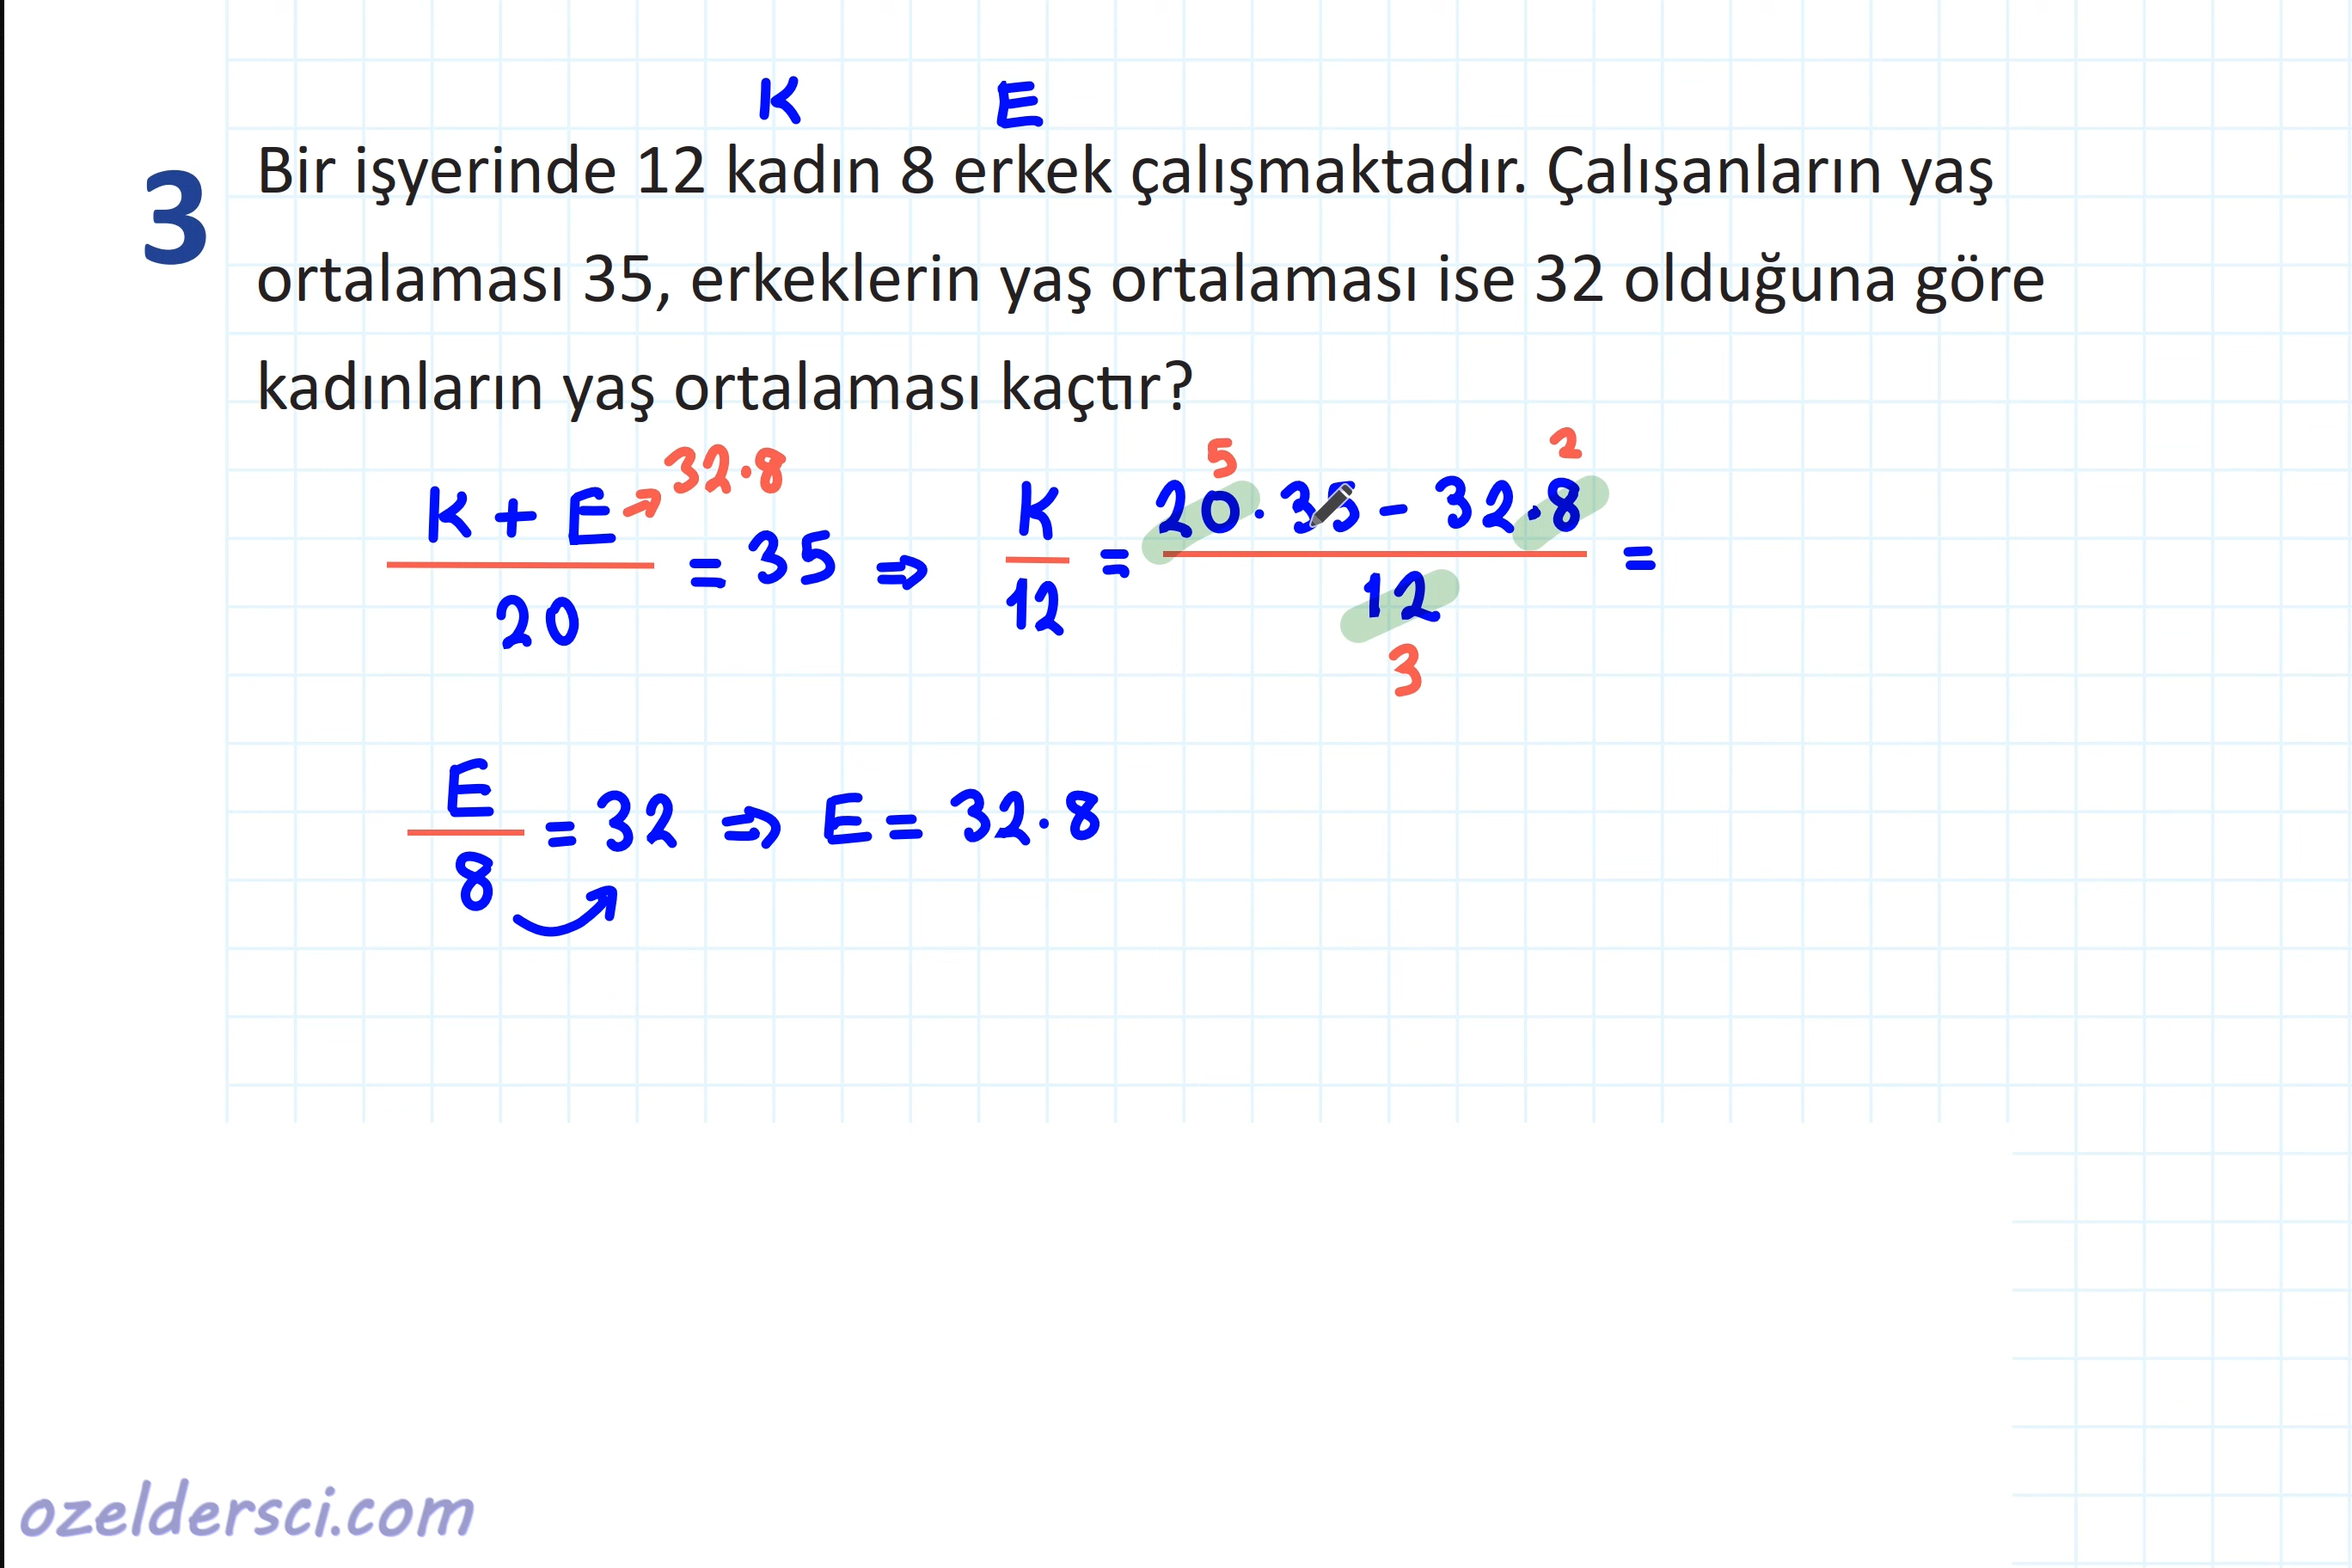 K E
3 Bir işyerinde 12 kadın 8 erkek çalışmaktadır. Çalışanların yaş
ortalaması 35, erkeklerin yaş ortalaması ise 32 olduğuna göre
kadınların yaş ortalaması kaçtır?
5 2
K + E → 32.8
20
= 35 ⇒
K
12
=
20.35 - 32.8
12
=
3
E
8
= 32 ⇒ E = 32.8
ozeldersci.com